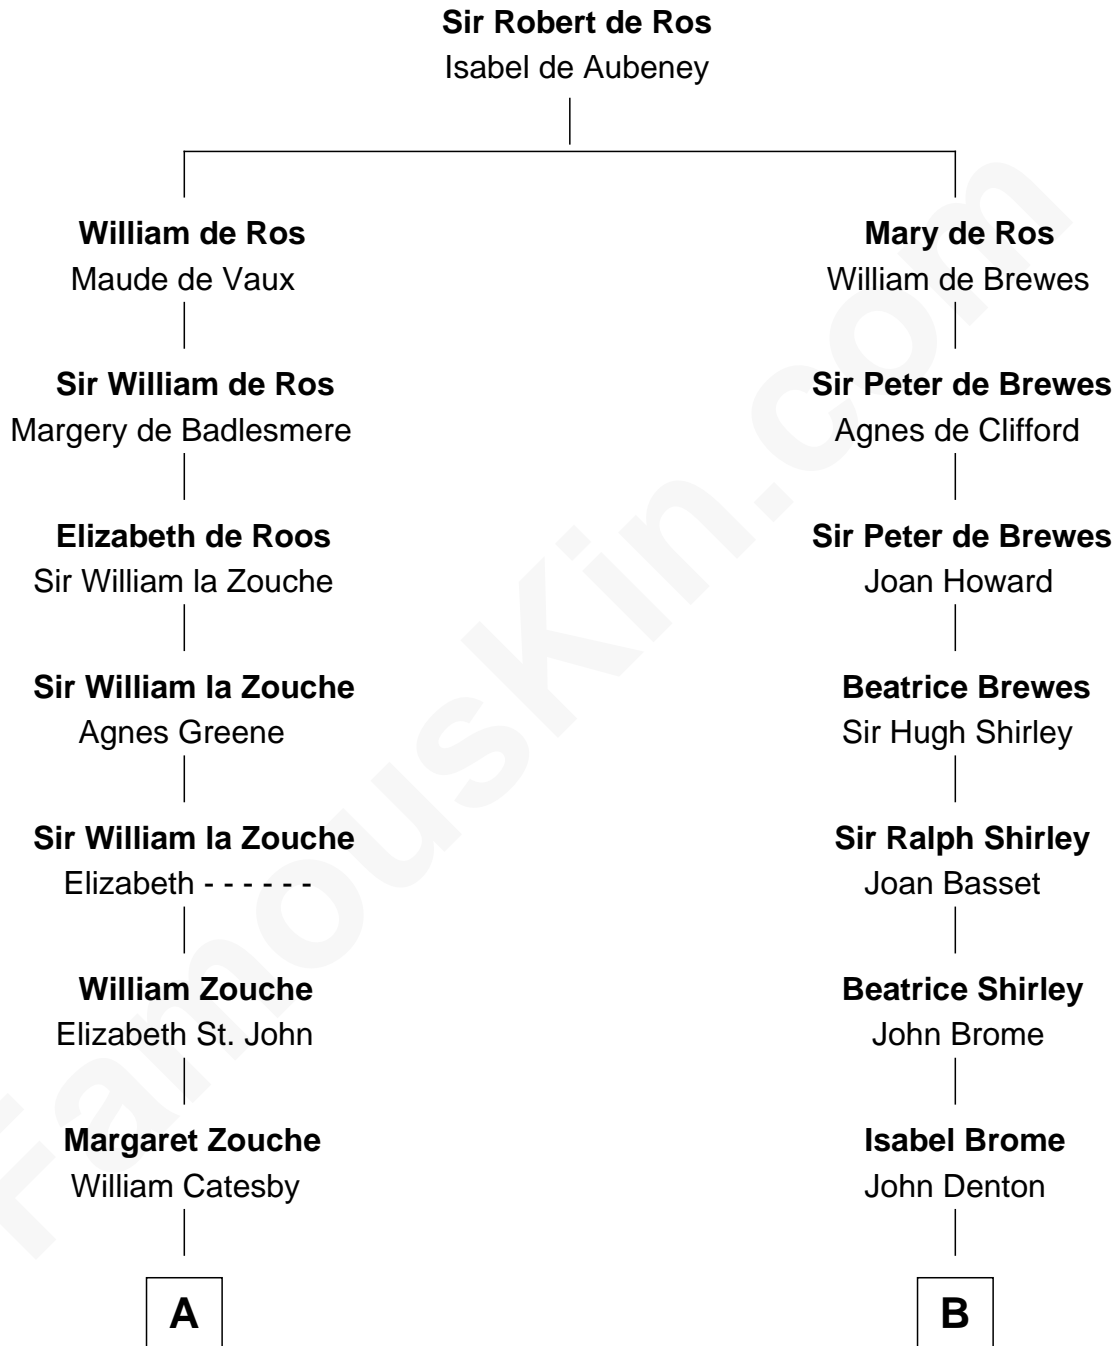 Sir Robert de Ros
Isabel de Aubeney
William de Ros
Maude de Vaux
Mary de Ros
William de Brewes
Sir William de Ros
Margery de Badlesmere
Sir Peter de Brewes
Agnes de Clifford
Elizabeth de Roos
Sir William la Zouche
Sir Peter de Brewes
Joan Howard
Sir William la Zouche
Agnes Greene
Beatrice Brewes
Sir Hugh Shirley
Sir William la Zouche
Elizabeth - - - - - -
Sir Ralph Shirley
Joan Basset
William Zouche
Elizabeth St. John
Beatrice Shirley
John Brome
Margaret Zouche
William Catesby
Isabel Brome
John Denton
A
B
FamousKin.com